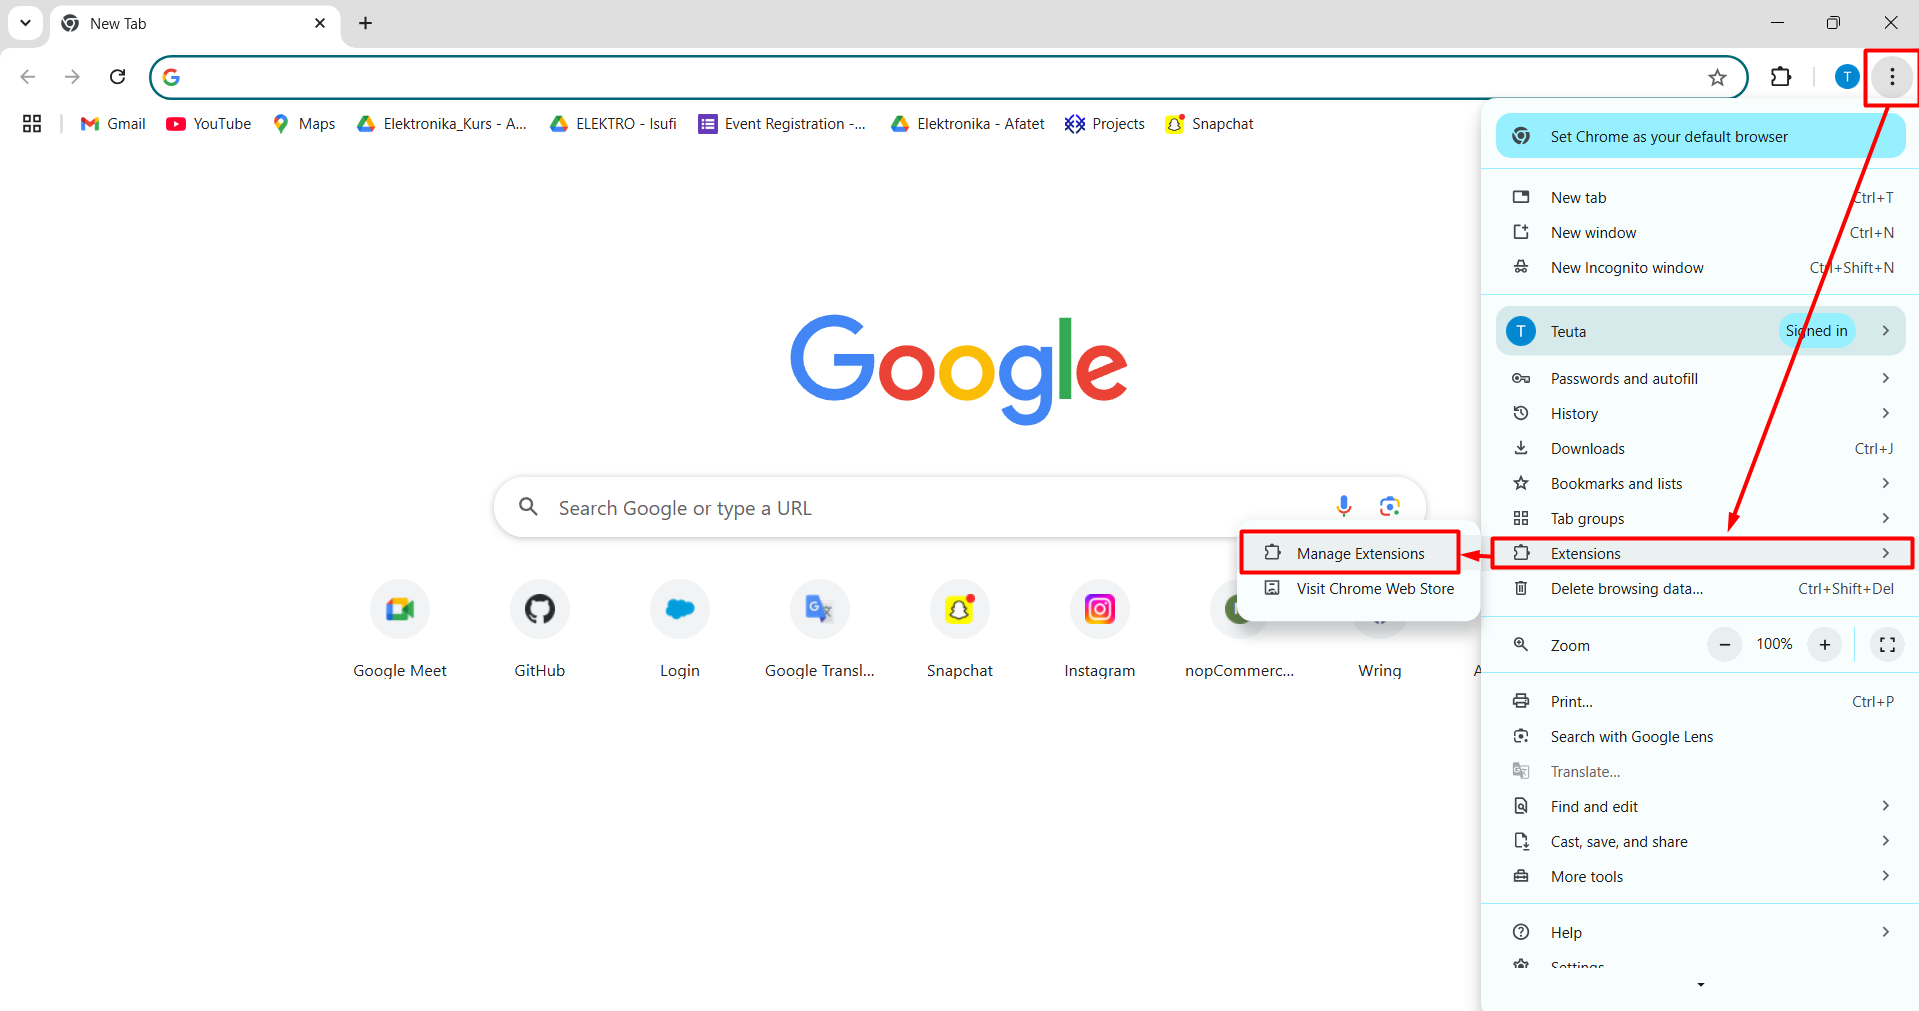 New Tab
Gmail
YouTube
Maps
Elektronika_Kurs - A...
ELEKTRO - Isufi
Event Registration -...
Elektronika - Afatet
Projects
Snapchat
T
Set Chrome as your default browser
New tab Ctrl+T
New window Ctrl+N
New Incognito window Ctrl+Shift+N
T Teuta Signed in
Passwords and autofill
History
Downloads Ctrl+J
Bookmarks and lists
Tab groups
Extensions
Delete browsing data... Ctrl+Shift+Del
Zoom 100%
Print... Ctrl+P
Search with Google Lens
Translate...
Find and edit
Cast, save, and share
More tools
Help
Settings
Manage Extensions
Visit Chrome Web Store
Google
Search Google or type a URL
Google Meet
GitHub
Login
Google Transl...
Snapchat
Instagram
nopCommerc...
Wring